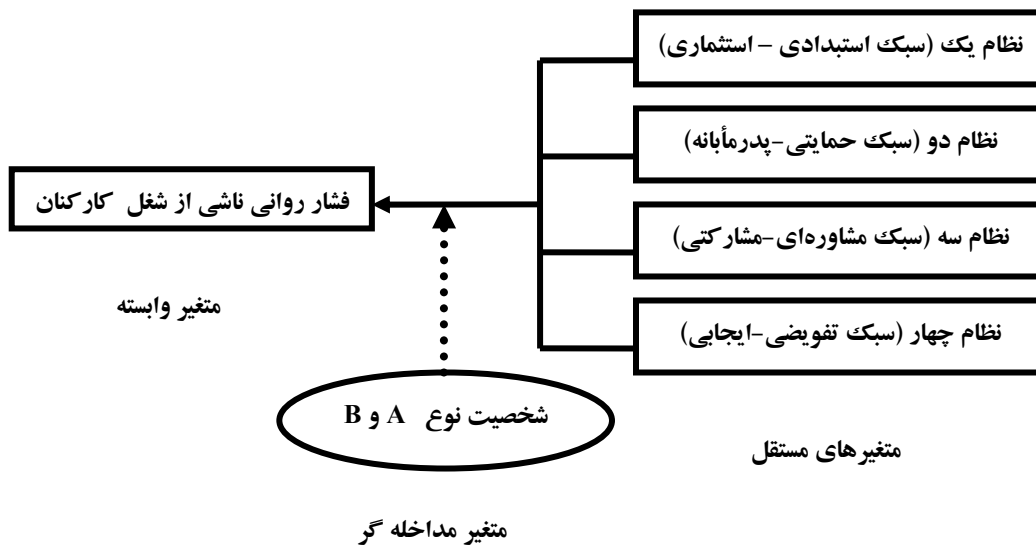 نظام یک (سبک استبدادی – استثماری)
نظام دو (سبک حمایتی-پدرمأبانه)
نظام سه (سبک مشاوره‌ای-مشارکتی)
نظام چهار (سبک تفویضی-ایجابی)
متغیرهای مستقل
فشار روانی ناشی از شغل کارکنان
متغیر وابسته
شخصیت نوع A و B
متغیر مداخله گر